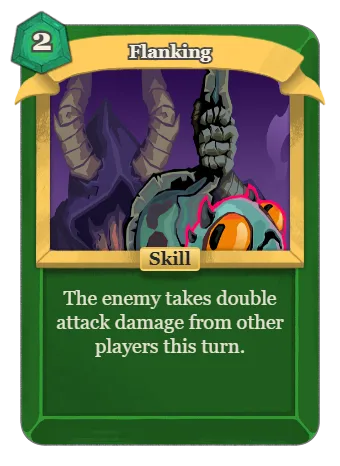 2
Flanking
Skill
The enemy takes double
attack damage from other
players this turn.